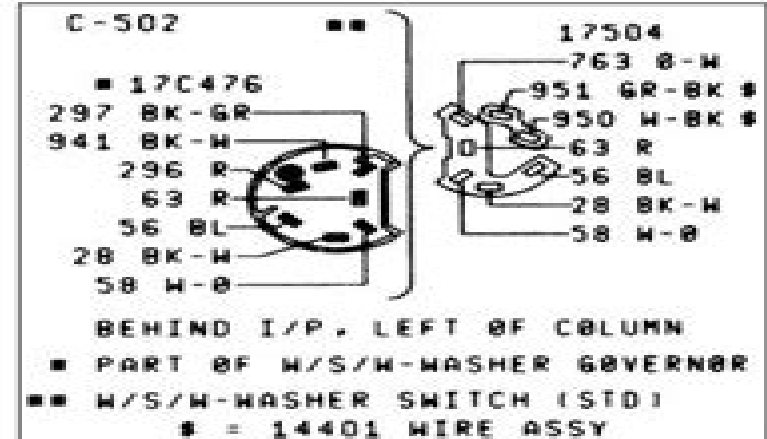 C-502 ■■
■ 17C476
297 BK-GR
941 BK-W
296 R
63 R
56 BL
28 BK-W
58 W-O
17504
763 O-W
951 GR-BK #
950 W-BK #
63 R
56 BL
28 BK-W
58 W-O
BEHIND I/P, LEFT OF COLUMN
■ PART OF W/S/W-WASHER GOVERNOR
■■ W/S/W-WASHER SWITCH (STD)
# = 14401 WIRE ASSY